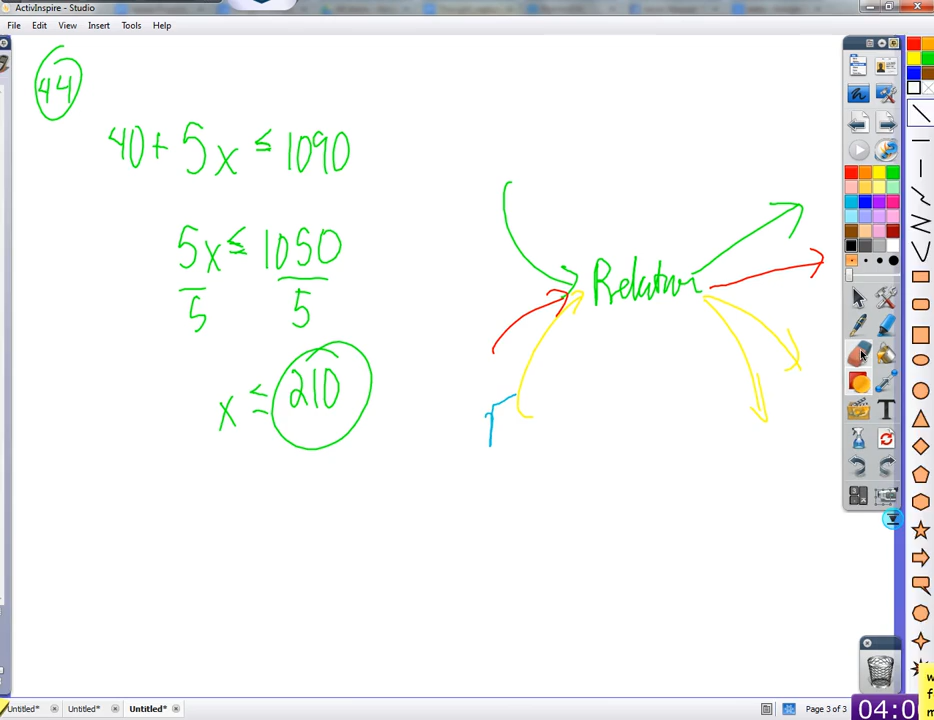 ActivInspire - Studio
File Edit View Insert Tools Help
44
40 + 5x ≤ 1090
5x ≤ 1050
5 5
x ≤ 210
Relation
Untitled* Untitled* Untitled*
Page 3 of 3
04:0